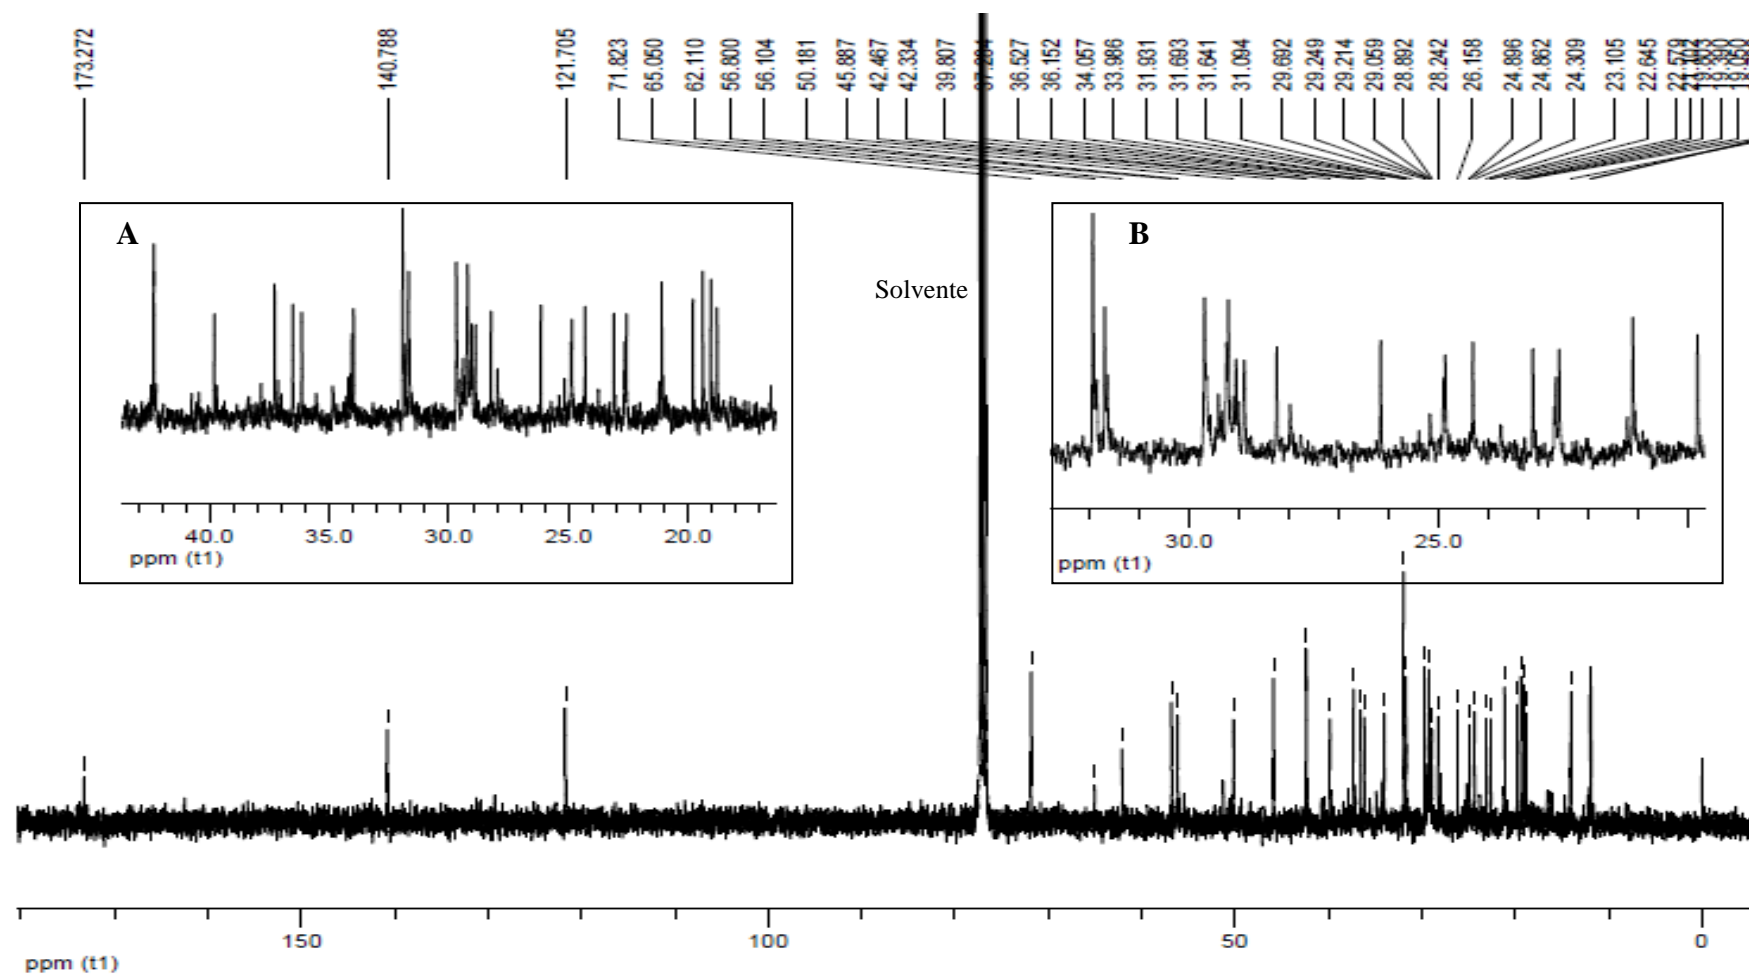 173.272 140.788 121.705 71.823 65.050 62.110 56.800 56.104 50.181 45.887 42.467 42.334 39.807 36.527 36.152 34.057 33.986 31.931 31.693 31.641 31.094 29.692 29.249 29.214 29.059 28.892 28.242 26.158 24.896 24.862 24.309 23.105 22.645 22.579
A
B
Solvente
40.0 35.0 30.0 25.0 20.0
ppm (t1)
30.0 25.0
ppm (t1)
150 100 50 0
ppm (t1)